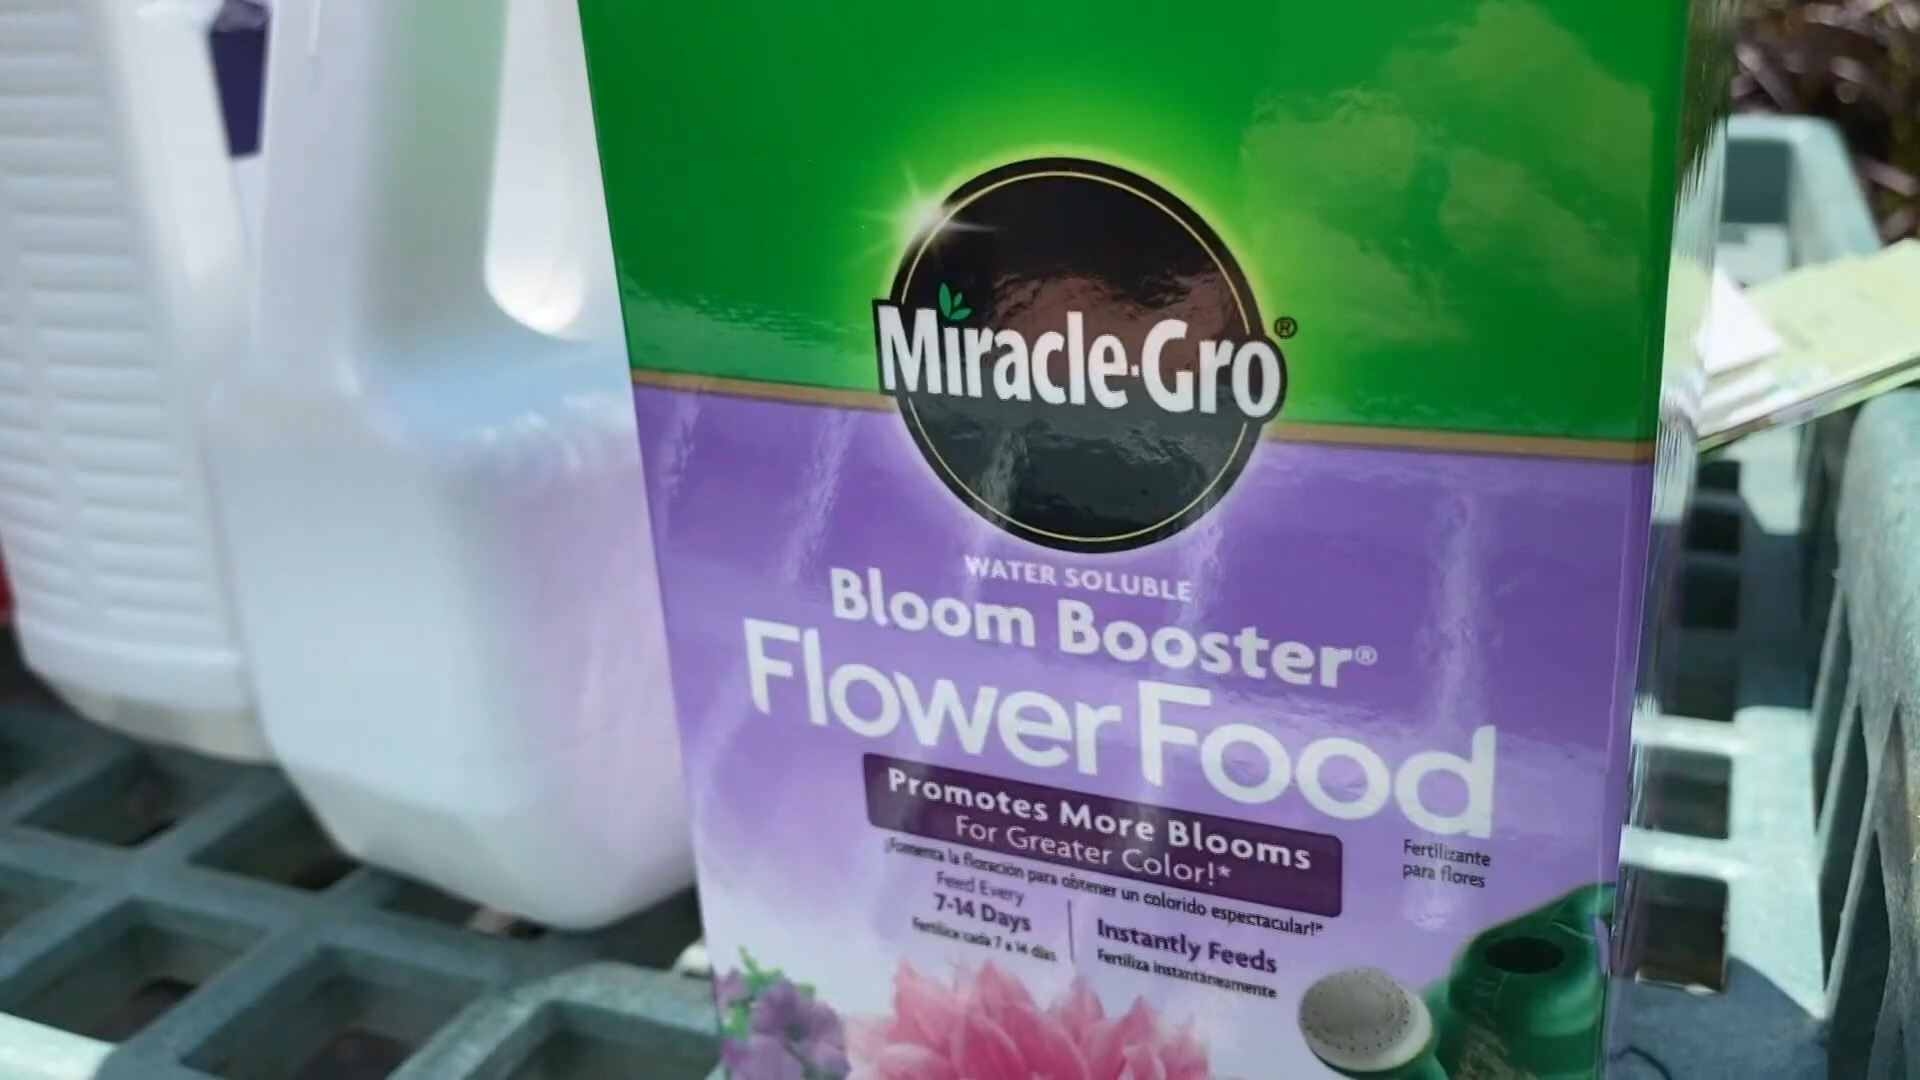 Miracle-Gro®
WATER SOLUBLE
Bloom Booster®
Flower Food
Promotes More Blooms
For Greater Color!*
Fertilizante
para flores
¡Fomenta la floración para obtener un colorido espectacular!*
Feed Every
7-14 Days
Fertilice cada 7 a 14 días
Instantly Feeds
Fertiliza instantáneamente